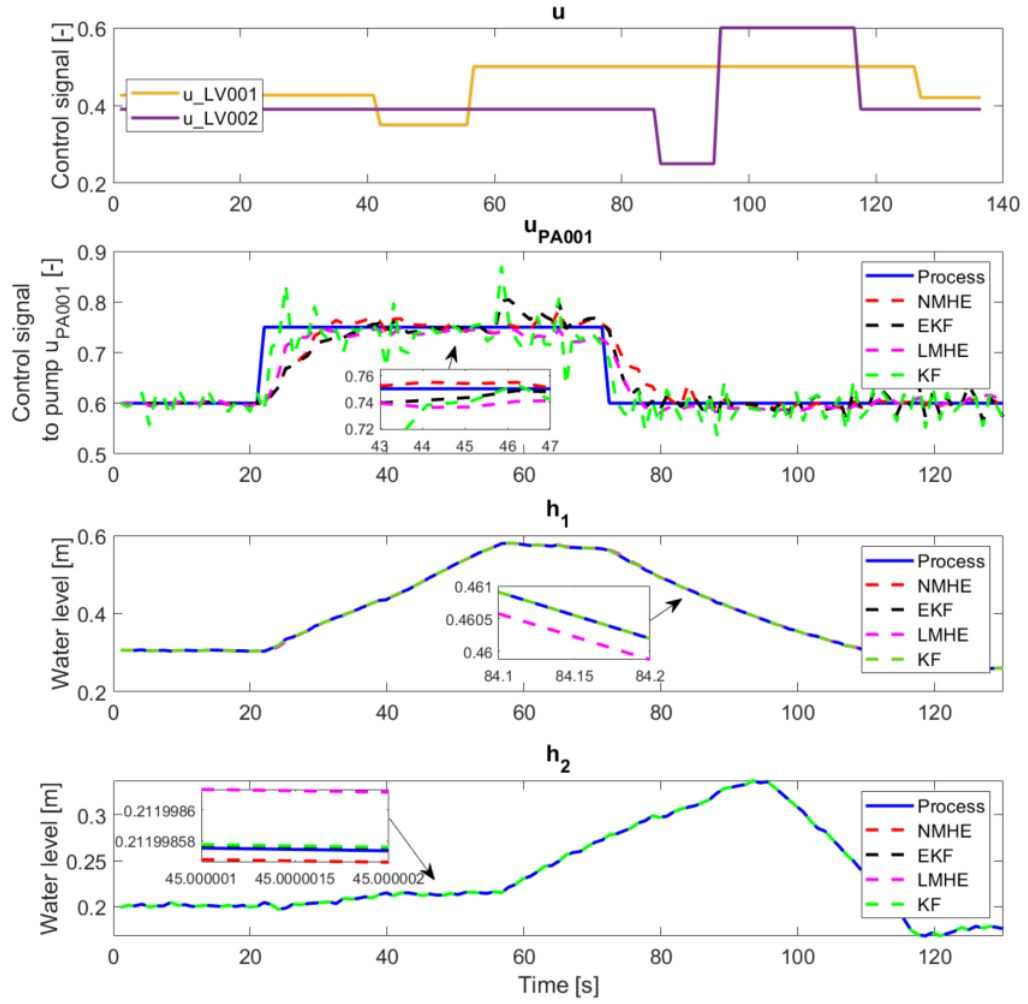 u
Control signal [-]
0.6
0.4
0.2
u_LV001
u_LV002
0 20 40 60 80 100 120 140
u_PA001
Control signal
to pump u_PA001 [-]
0.9
0.8
0.7
0.6
0.5
Process
NMHE
EKF
LMHE
KF
0.76
0.74
0.72
43 44 45 46 47
0 20 40 60 80 100 120
h_1
Water level [m]
0.6
0.4
0.2
Process
NMHE
EKF
LMHE
KF
0.461
0.4605
0.46
84.1 84.15 84.2
0 20 40 60 80 100 120
h_2
Water level [m]
0.3
0.25
0.2
0.2119986
0.21199858
45.000001 45.0000015 45.000002
Process
NMHE
EKF
LMHE
KF
0 20 40 60 80 100 120
Time [s]